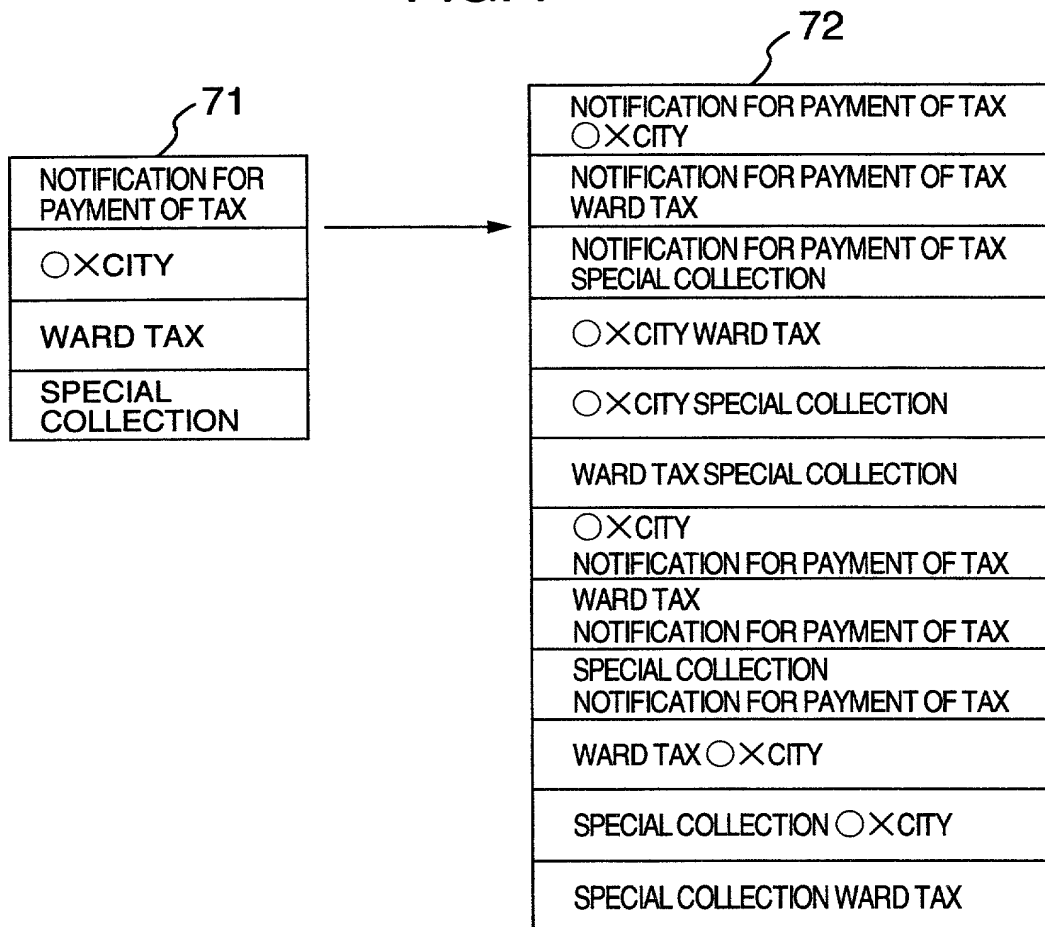 72
71
NOTIFICATION FOR
PAYMENT OF TAX
○×CITY
WARD TAX
SPECIAL
COLLECTION
NOTIFICATION FOR PAYMENT OF TAX
○×CITY
NOTIFICATION FOR PAYMENT OF TAX
WARD TAX
NOTIFICATION FOR PAYMENT OF TAX
SPECIAL COLLECTION
○×CITY WARD TAX
○×CITY SPECIAL COLLECTION
WARD TAX SPECIAL COLLECTION
○×CITY
NOTIFICATION FOR PAYMENT OF TAX
WARD TAX
NOTIFICATION FOR PAYMENT OF TAX
SPECIAL COLLECTION
NOTIFICATION FOR PAYMENT OF TAX
WARD TAX ○×CITY
SPECIAL COLLECTION ○×CITY
SPECIAL COLLECTION WARD TAX